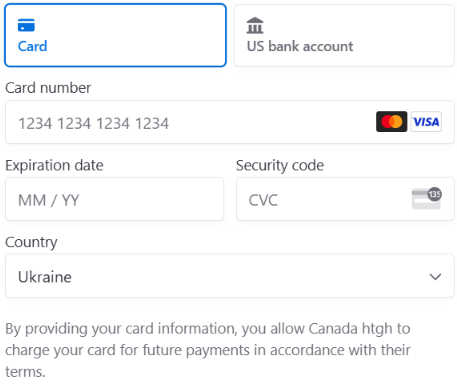 Card
US bank account
Card number
1234 1234 1234 1234
VISA
Expiration date
Security code
MM / YY
CVC
135
Country
Ukraine
By providing your card information, you allow Canada htgh to
charge your card for future payments in accordance with their
terms.